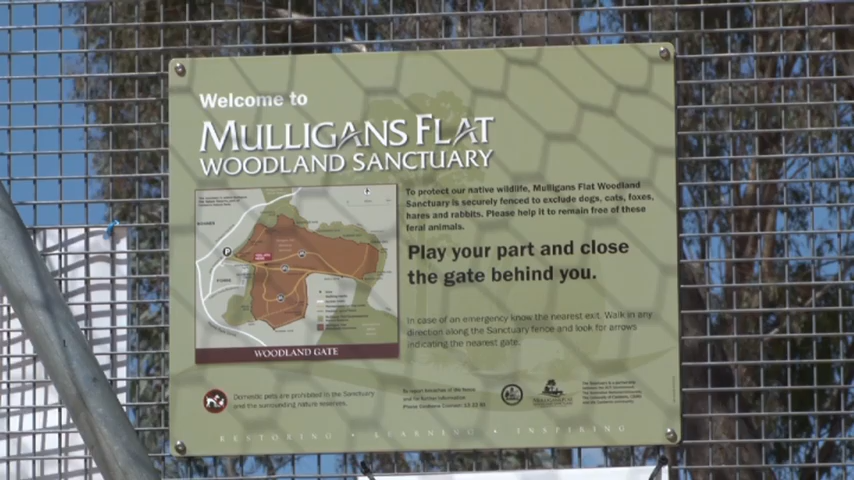 Welcome to
MULLIGANS FLAT
WOODLAND SANCTUARY
To protect our native wildlife, Mulligans Flat Woodland
Sanctuary is securely fenced to exclude dogs, cats, foxes,
hares and rabbits. Please help it to remain free of these
feral animals.
Play your part and close
the gate behind you.
In case of an emergency know the nearest exit. Walk in any
direction along the Sanctuary fence and look for arrows
indicating the nearest gate.
WOODLAND GATE
Domestic pets are prohibited in the Sanctuary
and the surrounding nature reserves.
and for further information
RESTORING • LEARNING • INSPIRING